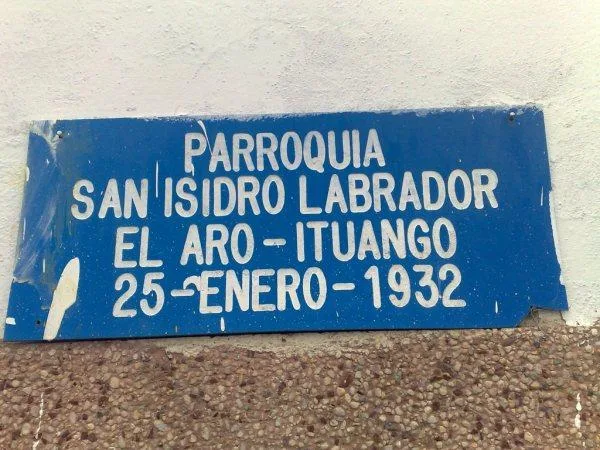 PARROQUIA
SAN ISIDRO LABRADOR
EL ARO-ITUANGO
25-ENERO-1932